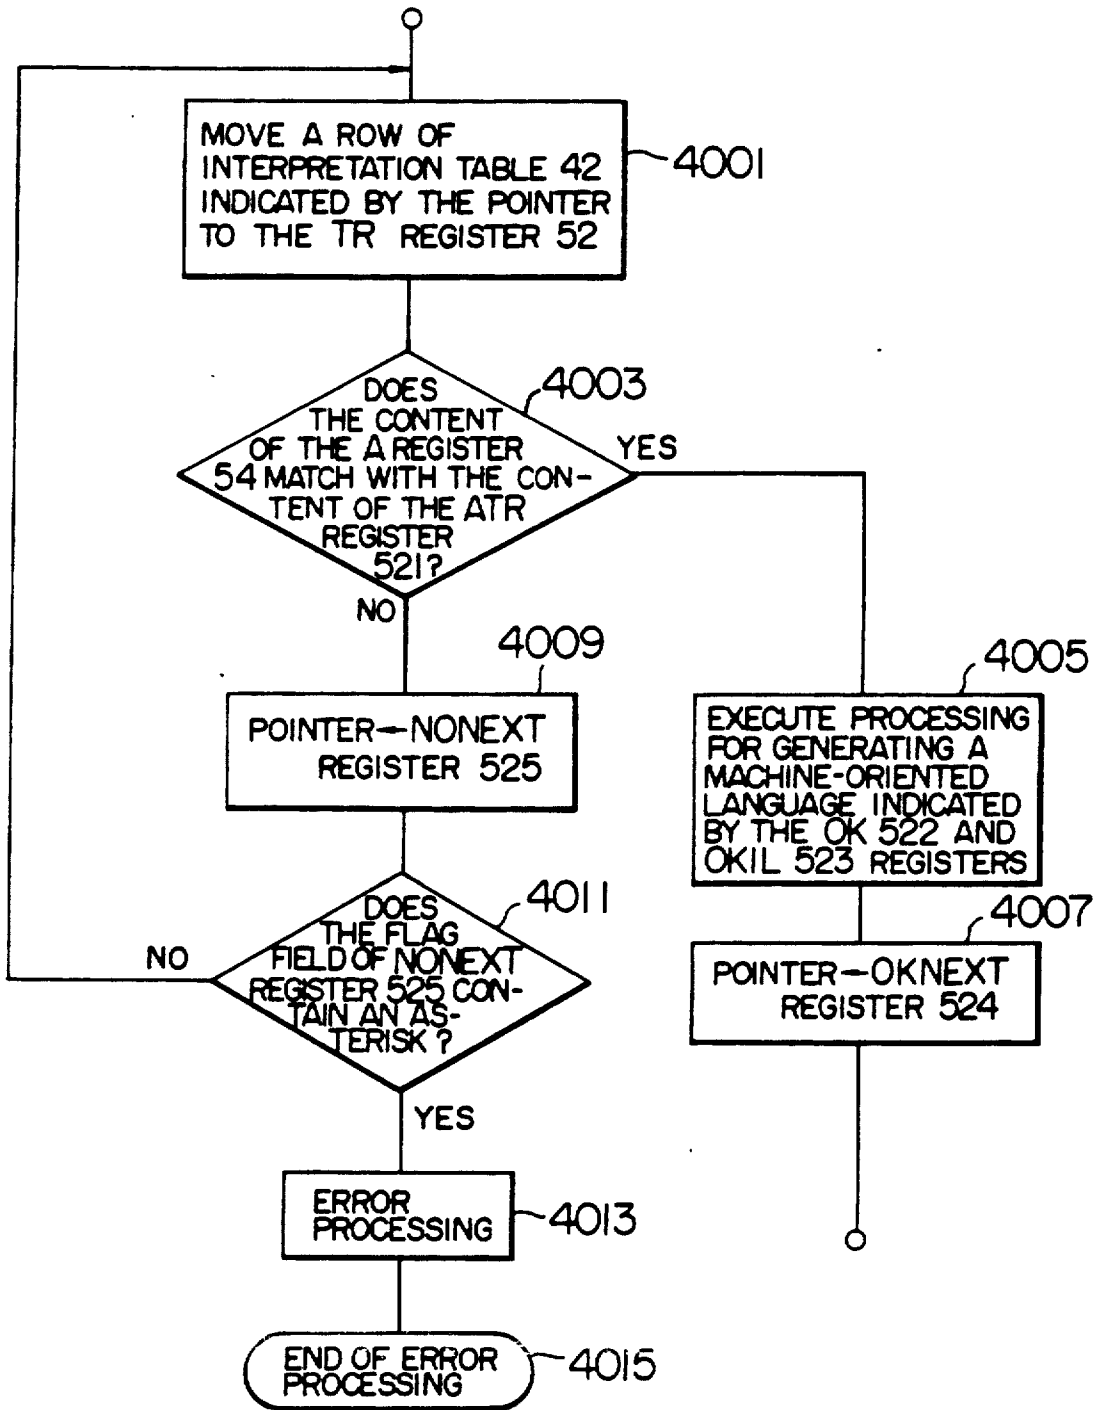 MOVE A ROW OF
INTERPRETATION TABLE 42
INDICATED BY THE POINTER
TO THE TR REGISTER 52
4001
DOES
THE CONTENT
OF THE A REGISTER
54 MATCH WITH THE CON-
TENT OF THE ATR
REGISTER
521?
4003
YES
NO
4009
POINTER←NONEXT
REGISTER 525
4005
EXECUTE PROCESSING
FOR GENERATING A
MACHINE-ORIENTED
LANGUAGE INDICATED
BY THE OK 522 AND
OKIL 523 REGISTERS
4007
POINTER←OKNEXT
REGISTER 524
DOES
THE FLAG
FIELD OF NONEXT
REGISTER 525 CON-
TAIN AN AS-
TERISK ?
4011
NO
YES
ERROR
PROCESSING
4013
END OF ERROR
PROCESSING
4015